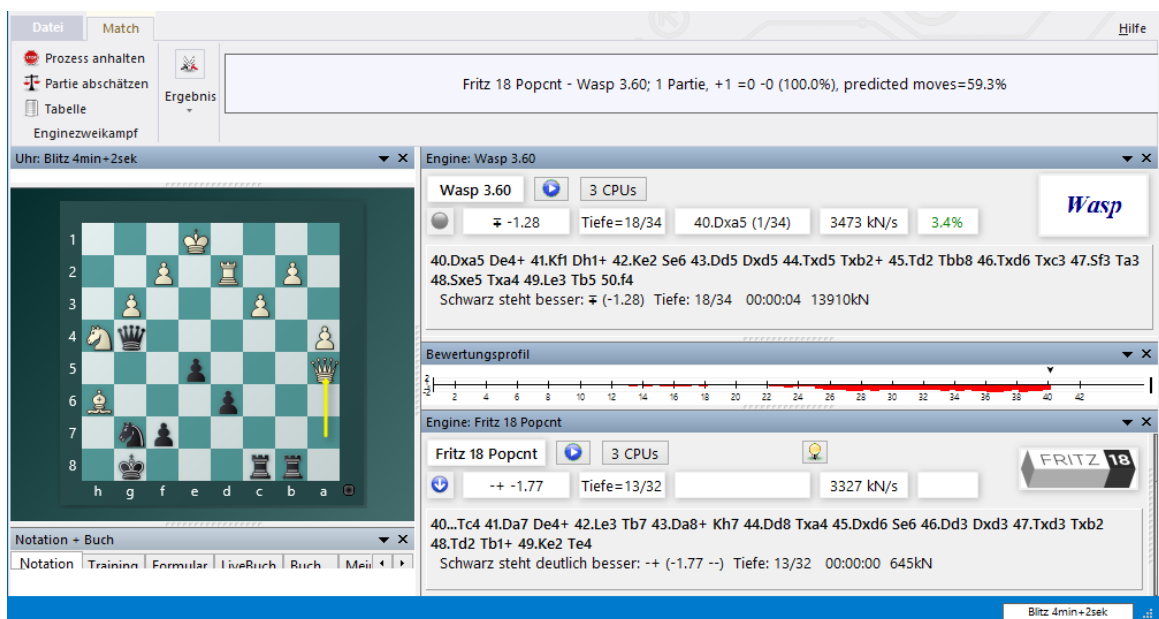 Datei Match Hilfe
Prozess anhalten
Partie abschätzen
Tabelle
Enginezweikampf
Ergebnis
Fritz 18 Popcnt - Wasp 3.60; 1 Partie, +1 =0 -0 (100.0%), predicted moves=59.3%
Uhr: Blitz 4min+2sek
1
2
3
4
5
6
7
8
h g f e d c b a
Notation + Buch
Notation Training Formular LiveBuch Buch
Engine: Wasp 3.60
Wasp 3.60 3 CPUs Wasp
∓ -1.28 Tiefe=18/34 40.Dxa5 (1/34) 3473 kN/s 3.4%
40.Dxa5 De4+ 41.Kf1 Dh1+ 42.Ke2 Se6 43.Dd5 Dxd5 44.Txd5 Txb2+ 45.Td2 Tbb8 46.Txd6 Txc3 47.Sf3 Ta3
48.Sxe5 Txa4 49.Le3 Tb5 50.f4
Schwarz steht besser: ∓ (-1.28) Tiefe: 18/34 00:00:04 13910kN
Bewertungsprofil
2
-2
2 4 6 8 10 12 14 16 18 20 22 24 26 28 30 32 34 36 38 40 42
Engine: Fritz 18 Popcnt
Fritz 18 Popcnt 3 CPUs FRITZ 18
-+ -1.77 Tiefe=13/32 3327 kN/s
40...Tc4 41.Da7 De4+ 42.Le3 Tb7 43.Da8+ Kh7 44.Dd8 Txa4 45.Dxd6 Se6 46.Dd3 Dxd3 47.Txd3 Txb2
48.Td2 Tb1+ 49.Ke2 Te4
Schwarz steht deutlich besser: -+ (-1.77 --) Tiefe: 13/32 00:00:00 645kN
Blitz 4min+2sek